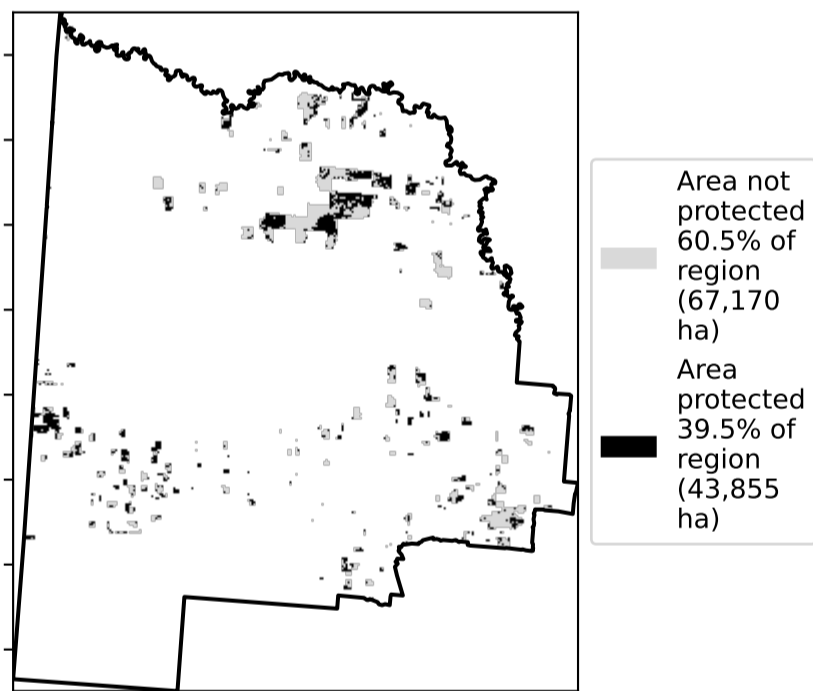 Area not
protected
60.5% of
region
(67,170
ha)
Area
protected
39.5% of
region
(43,855
ha)